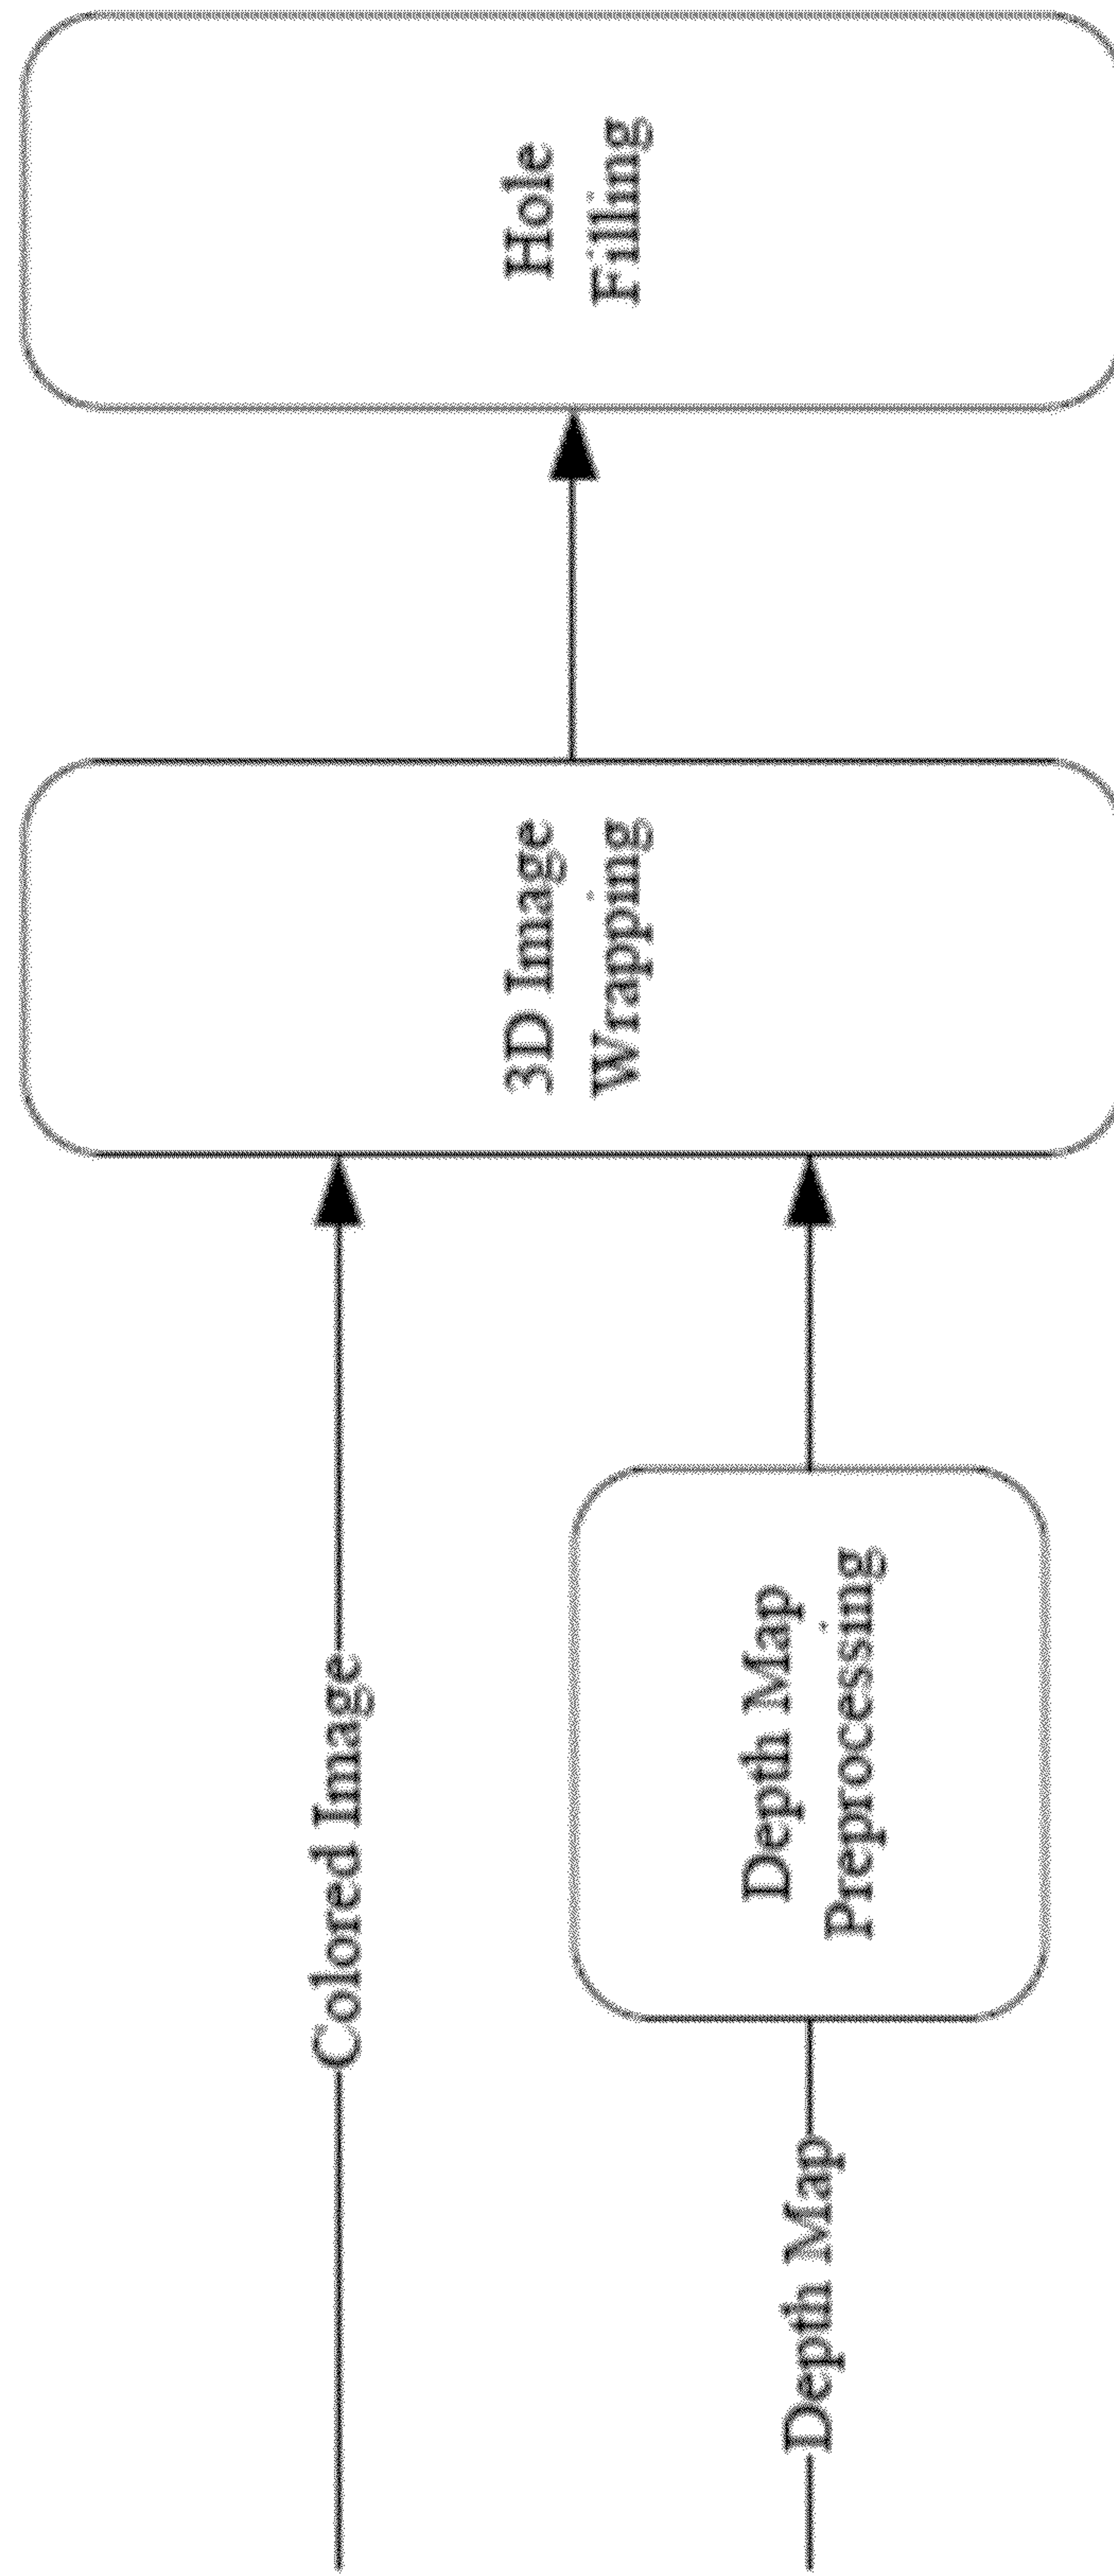 Colored Image
Depth Map
Depth Map
Preprocessing
3D Image
Wrapping
Hole
Filling